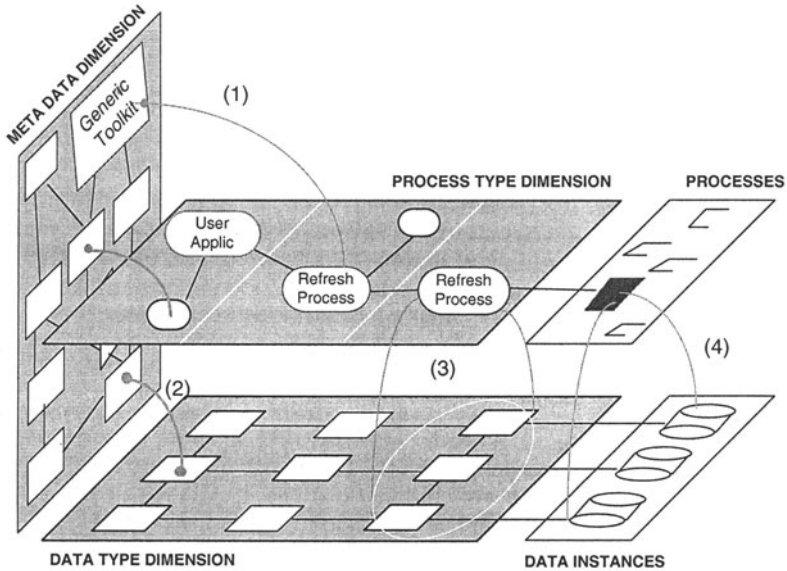 META DATA DIMENSION
Generic
Toolkit
(1)
PROCESS TYPE DIMENSION
PROCESSES
User
Applic
Refresh
Process
Refresh
Process
(2)
(3)
(4)
DATA TYPE DIMENSION
DATA INSTANCES